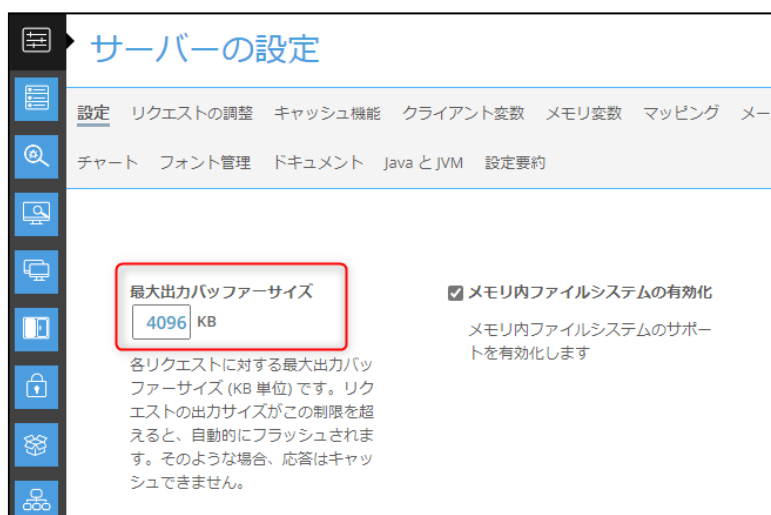 サーバーの設定
設定 リクエストの調整 キャッシュ機能 クライアント変数 メモリ変数 マッピング メー
チャート フォント管理 ドキュメント Java と JVM 設定要約
最大出力バッファーサイズ
4096 KB
各リクエストに対する最大出力バッ
ファーサイズ (KB 単位) です。リク
エストの出力サイズがこの制限を超
えると、自動的にフラッシュされま
す。そのような場合、応答はキャッ
シュできません。
メモリ内ファイルシステムの有効化
メモリ内ファイルシステムのサポー
トを有効化します